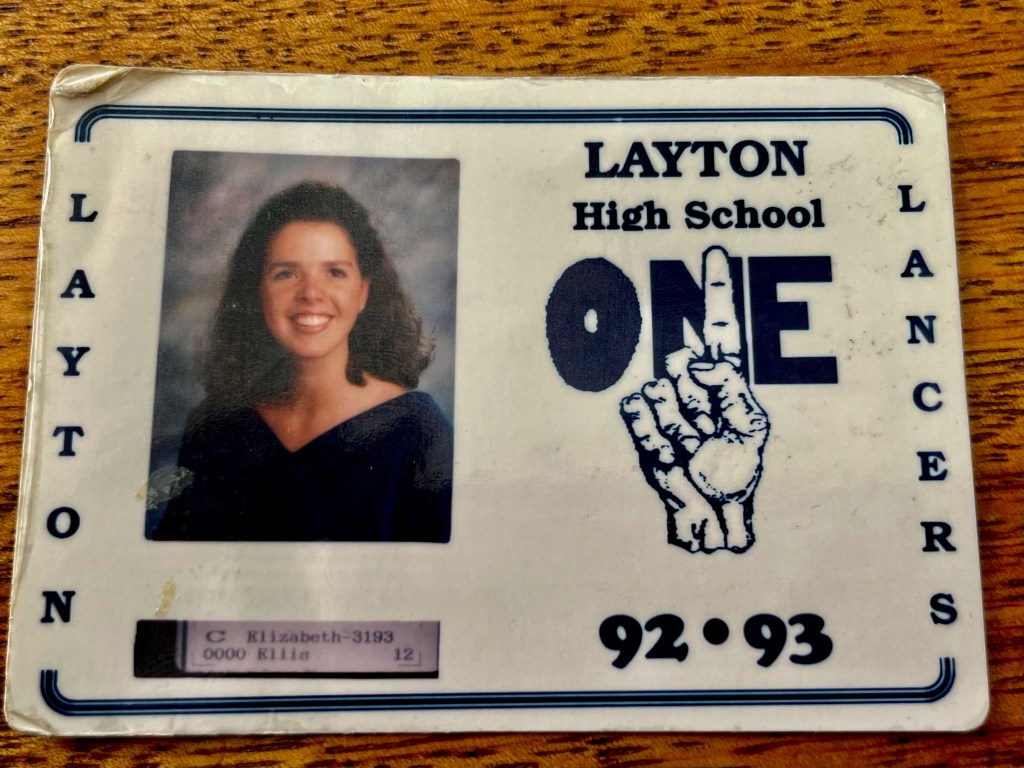 LAYTON
LAYTON
High School
ONE
C Elizabeth-3193
0000 Ellis 12
92•93
LANCERS